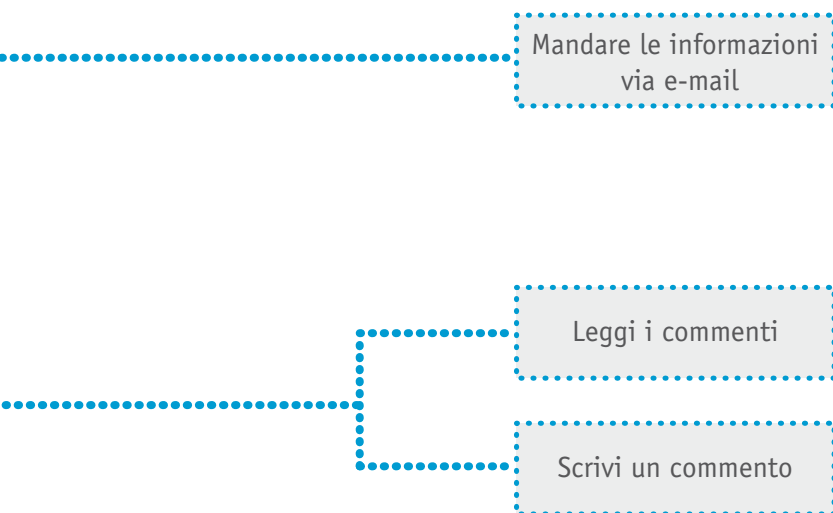 Mandare le informazioni
via e-mail
Leggi i commenti
Scrivi un commento